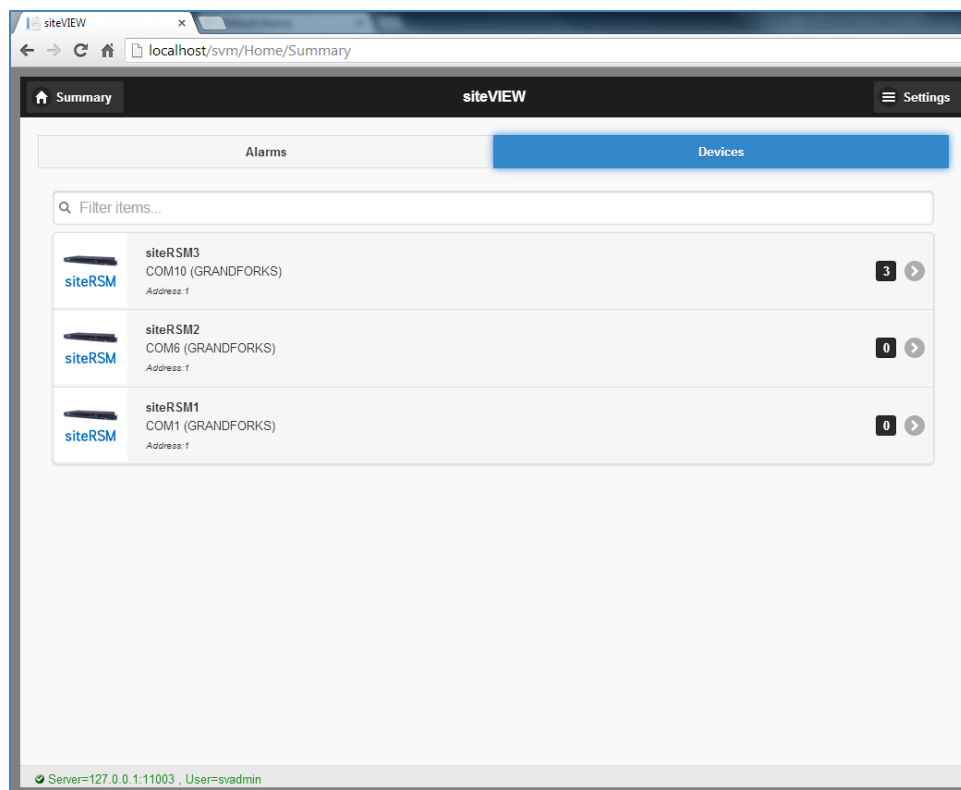 siteVIEW
localhost/svm/Home/Summary
Summary siteVIEW Settings
Alarms Devices
Filter items...
siteRSM3
COM10 (GRANDFORKS)
Address:1
siteRSM
3
siteRSM2
COM6 (GRANDFORKS)
Address:1
siteRSM
0
siteRSM1
COM1 (GRANDFORKS)
Address:1
siteRSM
0
Server=127.0.0.1:11003 , User=svadmin